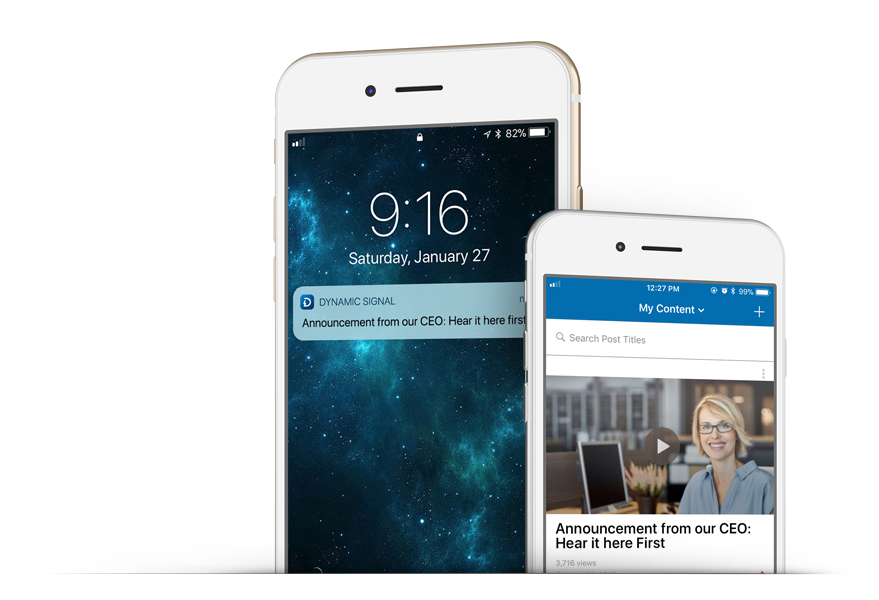 82%
9:16
Saturday, January 27
D DYNAMIC SIGNAL
Announcement from our CEO: Hear it here first
12:27 PM
99%
My Content
Search Post Titles
Announcement from our CEO:
Hear it here First
3,716 views